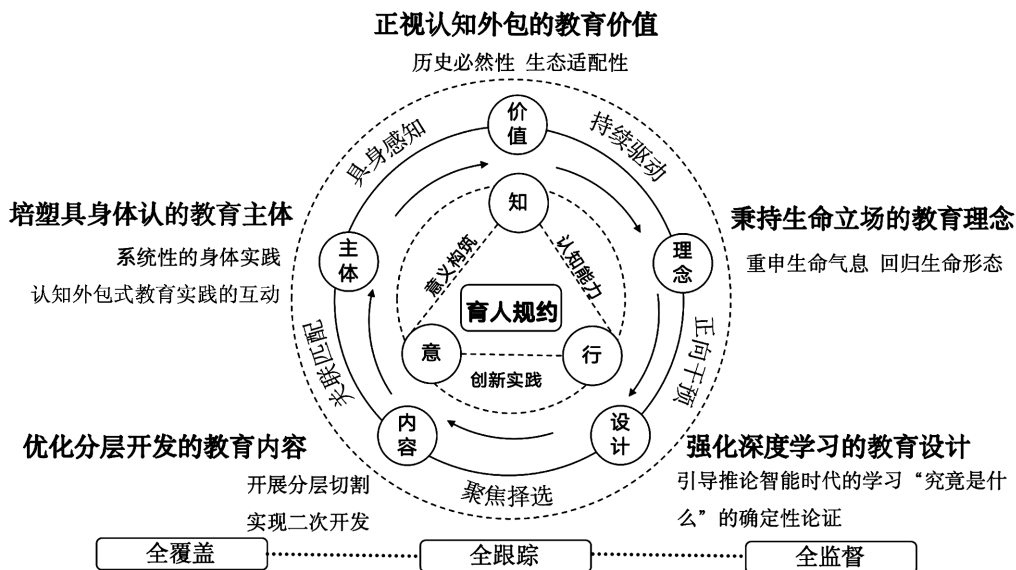 正视认知外包的教育价值
历史必然性 生态适配性
价
值
具身感知
持续驱动
知
培塑具身体认的教育主体
系统性的身体实践
认知外包式教育实践的互动
主
体
意义构筑
认知能力
理
念
秉持生命立场的教育理念
重申生命气息 回归生命形态
育人规约
意
行
创新实践
关联匹配
正向干预
内
容
设
计
优化分层开发的教育内容
开展分层切割
实现二次开发
聚焦择选
强化深度学习的教育设计
引导推论智能时代的学习“究竟是什
么”的确定性论证
全覆盖
全跟踪
全监督